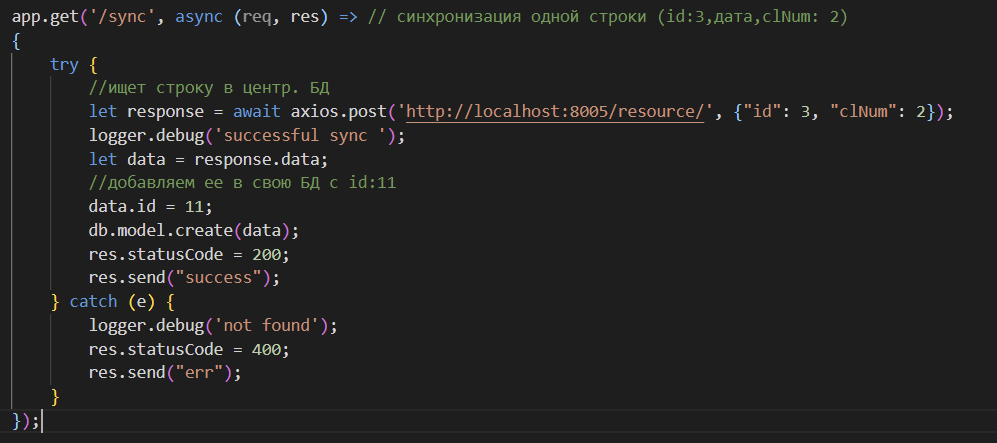 app.get('/sync', async (req, res) => // синхронизация одной строки (id:3,дата,clNum: 2)
{
    try {
        //ищет строку в центр. БД
        let response = await axios.post('http://localhost:8005/resource/', {"id": 3, "clNum": 2});
        logger.debug('successful sync ');
        let data = response.data;
        //добавляем ее в свою БД с id:11
        data.id = 11;
        db.model.create(data);
        res.statusCode = 200;
        res.send("success");
    } catch (e) {
        logger.debug('not found');
        res.statusCode = 400;
        res.send("err");
    }
});